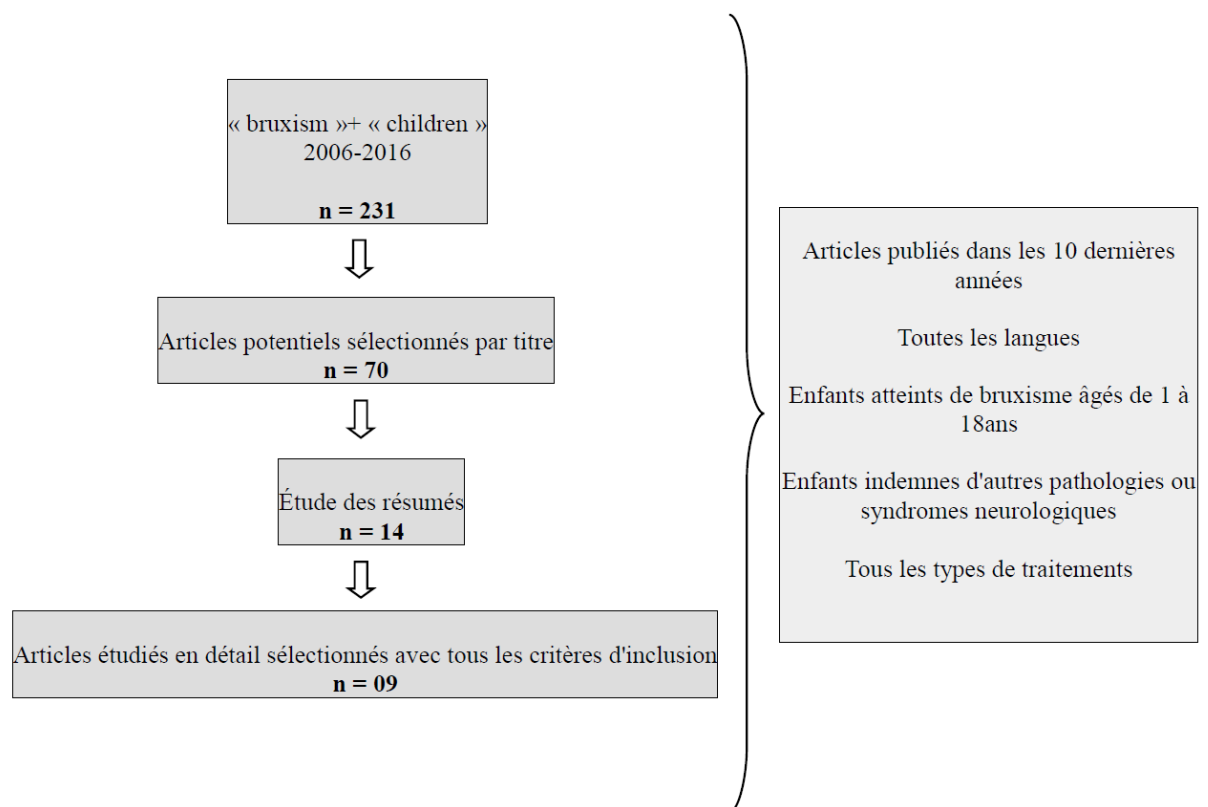 « bruxism »+ « children »
2006-2016
n = 231
Articles potentiels sélectionnés par titre
n = 70
Étude des résumés
n = 14
Articles étudiés en détail sélectionnés avec tous les critères d'inclusion
n = 09
Articles publiés dans les 10 dernières
années
Toutes les langues
Enfants atteints de bruxisme âgés de 1 à
18ans
Enfants indemnes d'autres pathologies ou
syndromes neurologiques
Tous les types de traitements